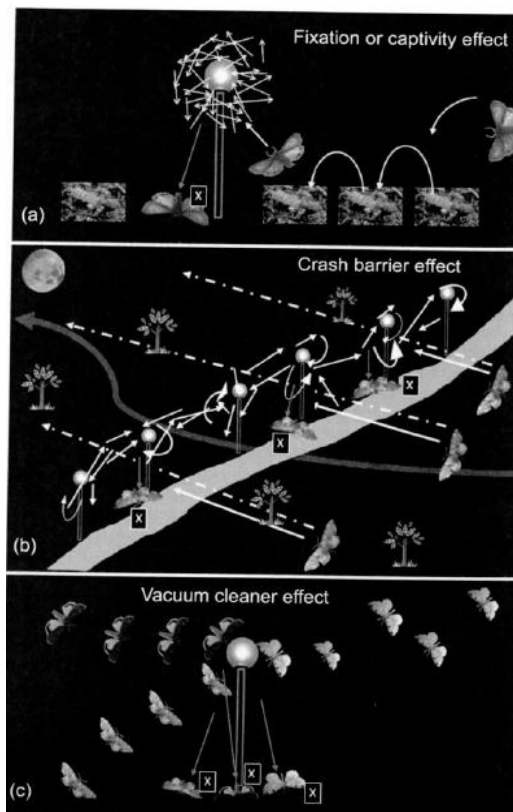 Fixation or captivity effect
x
(a)
Crash barrier effect
x
x
x
(b)
Vacuum cleaner effect
x
x
x
(c)